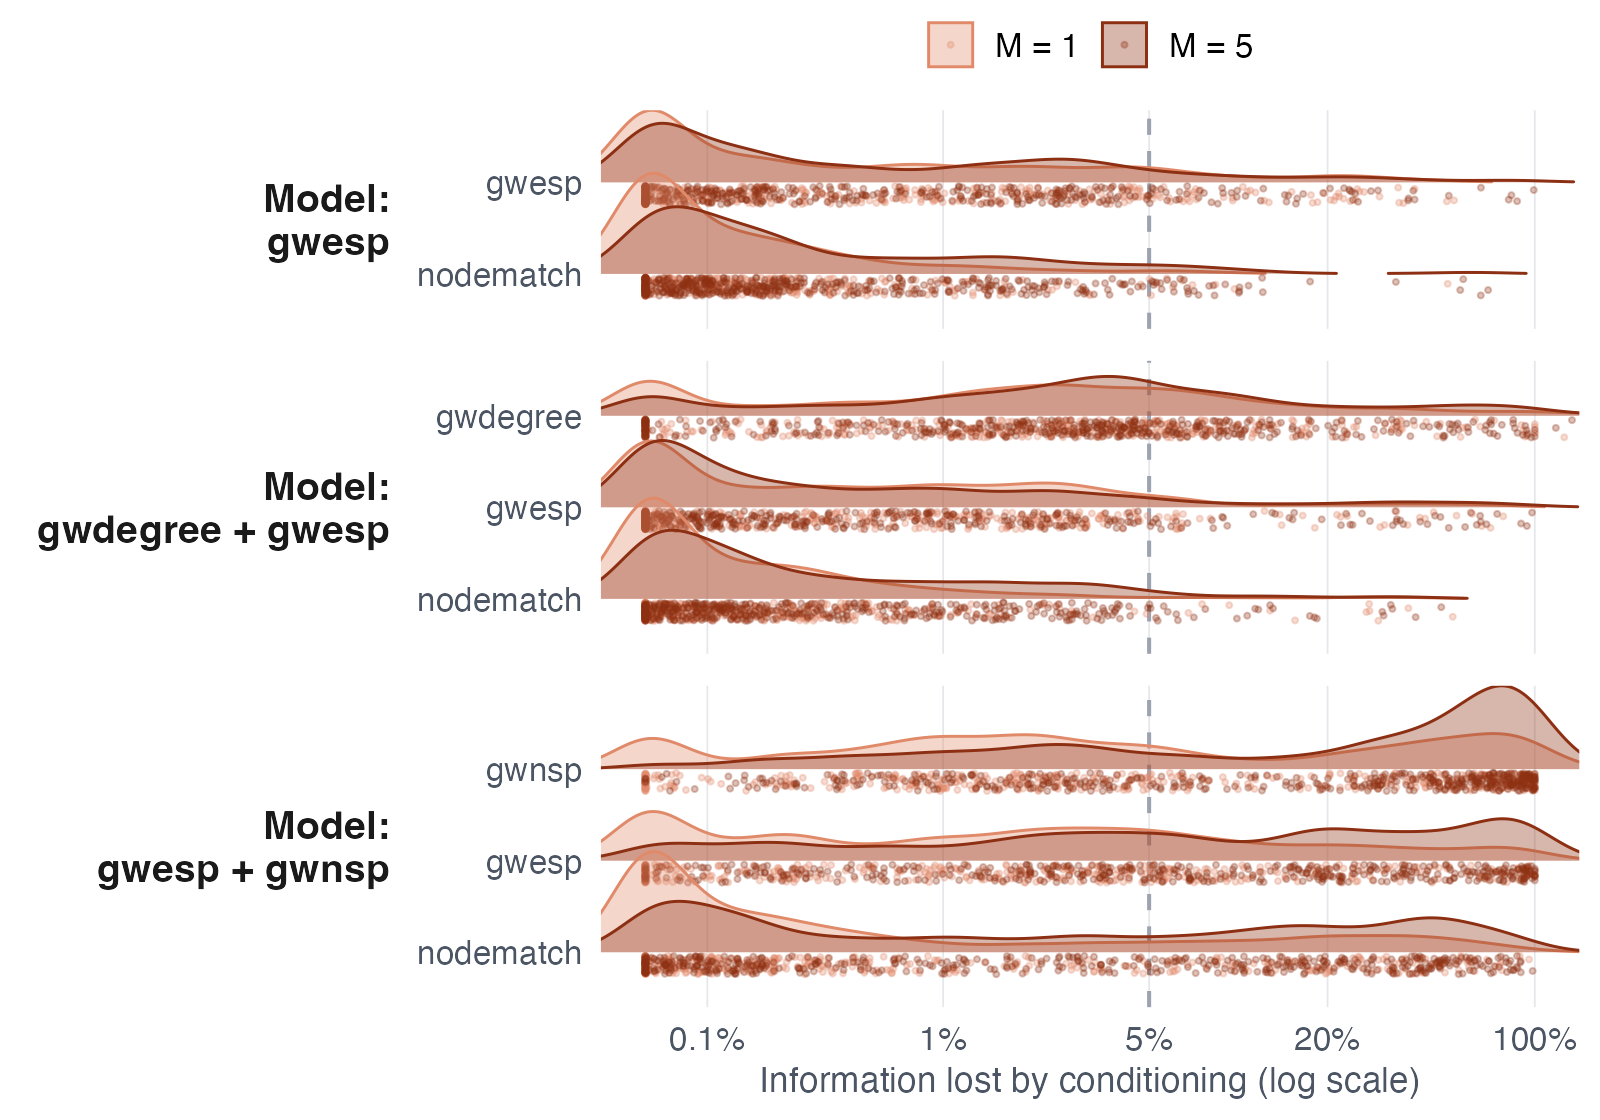 M = 1 M = 5
Model:
gwesp
gwesp
nodematch
Model:
gwdegree + gwesp
gwdegree
gwesp
nodematch
Model:
gwesp + gwnsp
gwnsp
gwesp
nodematch
0.1% 1% 5% 20% 100%
Information lost by conditioning (log scale)